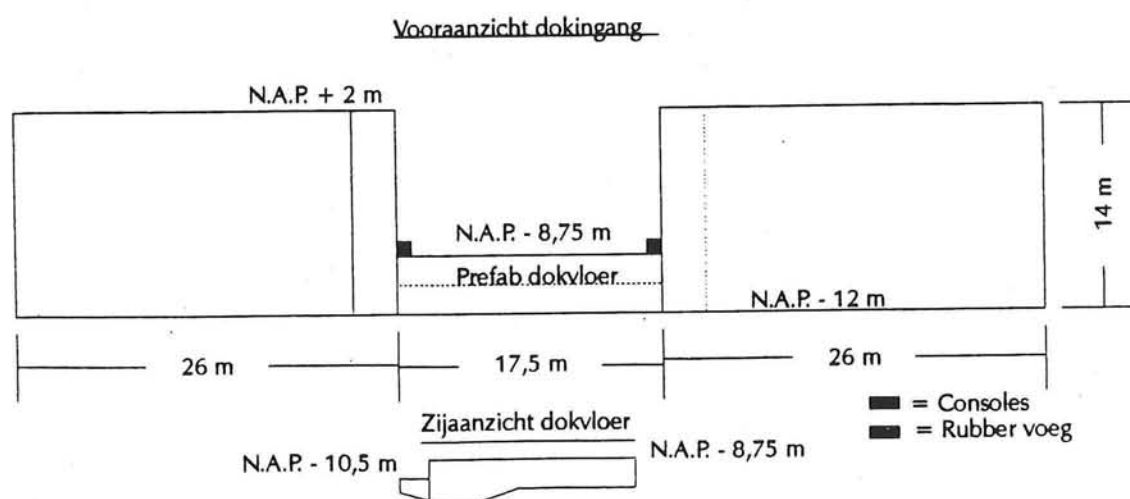 Vooraanzicht dokingang
N.A.P. + 2 m
14 m
N.A.P. - 8,75 m
Prefab dokvloer
N.A.P. - 12 m
26 m
17,5 m
26 m
= Consoles
= Rubber voeg
Zijaanzicht dokvloer
N.A.P. - 10,5 m
N.A.P. - 8,75 m